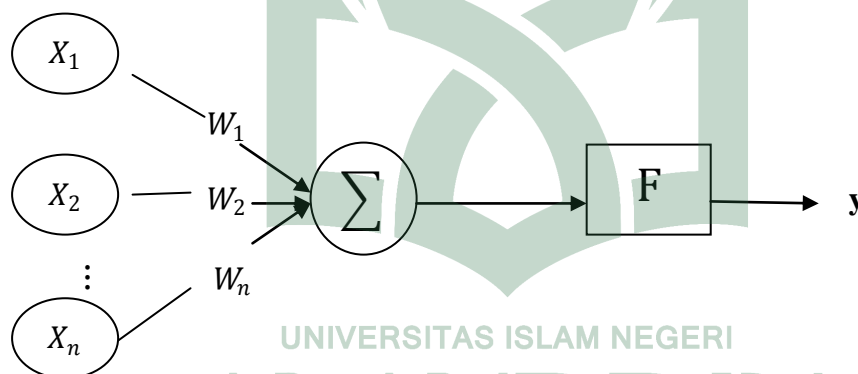 X₁
W₁
X₂ W₂ ∑ F y
⋮
Wₙ
Xₙ
UNIVERSITAS ISLAM NEGERI